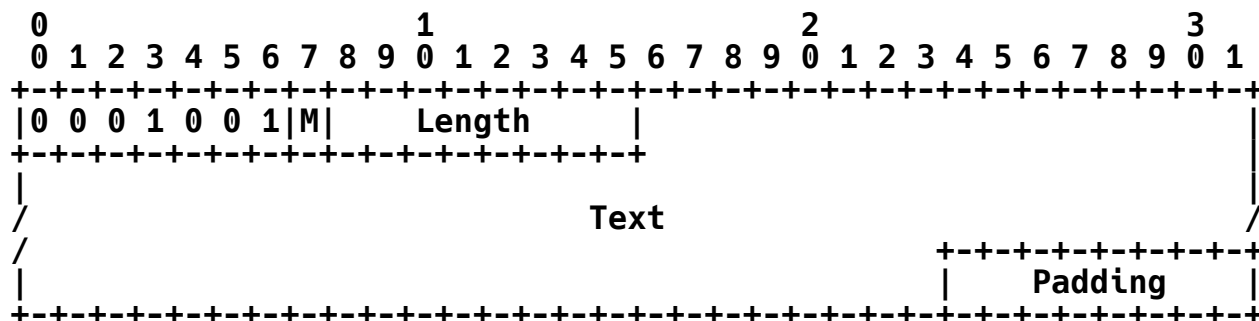 0                   1                   2                   3
 0 1 2 3 4 5 6 7 8 9 0 1 2 3 4 5 6 7 8 9 0 1 2 3 4 5 6 7 8 9 0 1
+-+-+-+-+-+-+-+-+-+-+-+-+-+-+-+-+-+-+-+-+-+-+-+-+-+-+-+-+-+-+-+-+
|0 0 0 1 0 0 1|M|    Length     |                               |
+-+-+-+-+-+-+-+-+-+-+-+-+-+-+-+-+                               |
|                                                               |
/                             Text                              /
/                                               +-+-+-+-+-+-+-+-+
|                                               |    Padding    |
+-+-+-+-+-+-+-+-+-+-+-+-+-+-+-+-+-+-+-+-+-+-+-+-+-+-+-+-+-+-+-+-+